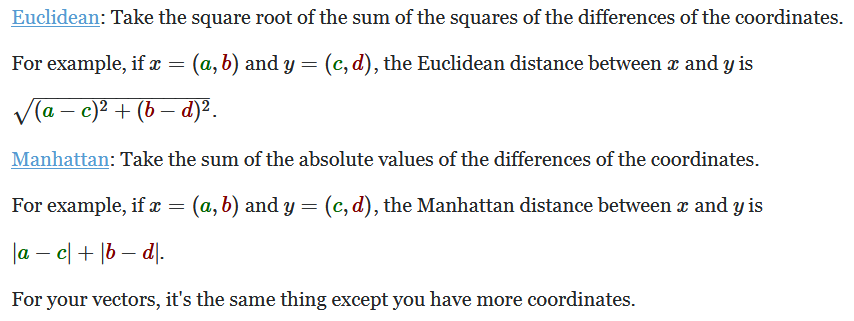 Euclidean: Take the square root of the sum of the squares of the differences of the coordinates.
For example, if x = (a, b) and y = (c, d), the Euclidean distance between x and y is
√(a − c)² + (b − d)².
Manhattan: Take the sum of the absolute values of the differences of the coordinates.
For example, if x = (a, b) and y = (c, d), the Manhattan distance between x and y is
|a − c| + |b − d|.
For your vectors, it's the same thing except you have more coordinates.